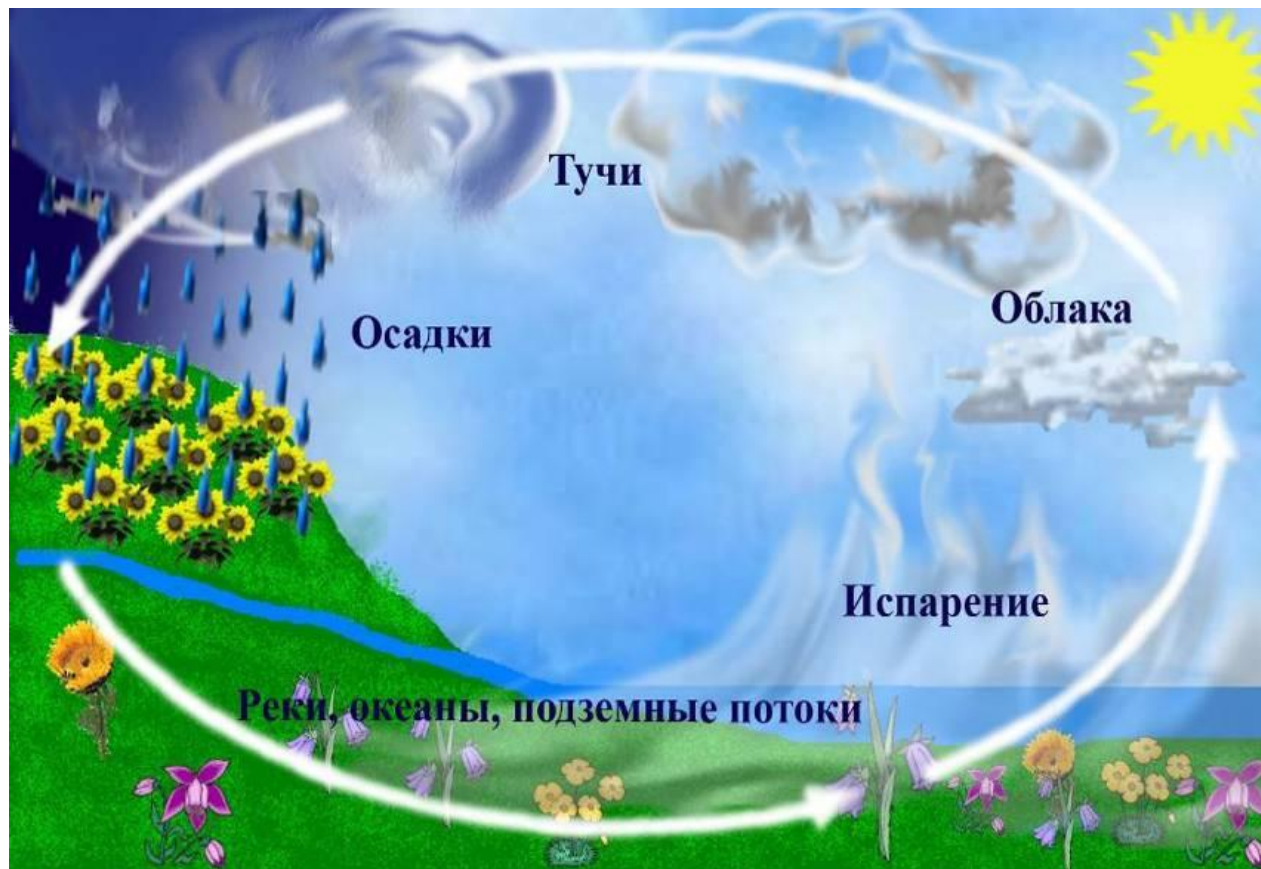 Тучи
Облака
Осадки
Испарение
Реки, океаны, подземные потоки